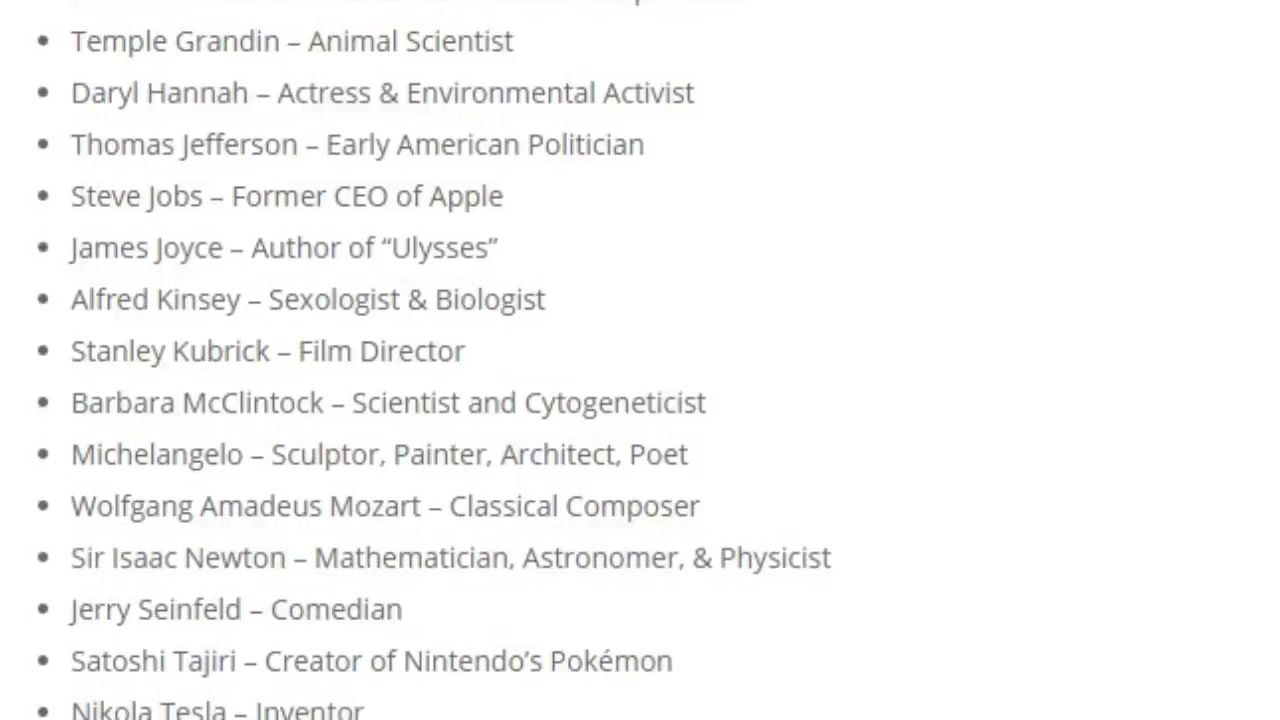 • Temple Grandin – Animal Scientist
• Daryl Hannah – Actress & Environmental Activist
• Thomas Jefferson – Early American Politician
• Steve Jobs – Former CEO of Apple
• James Joyce – Author of “Ulysses”
• Alfred Kinsey – Sexologist & Biologist
• Stanley Kubrick – Film Director
• Barbara McClintock – Scientist and Cytogeneticist
• Michelangelo – Sculptor, Painter, Architect, Poet
• Wolfgang Amadeus Mozart – Classical Composer
• Sir Isaac Newton – Mathematician, Astronomer, & Physicist
• Jerry Seinfeld – Comedian
• Satoshi Tajiri – Creator of Nintendo’s Pokémon
• Nikola Tesla – Inventor